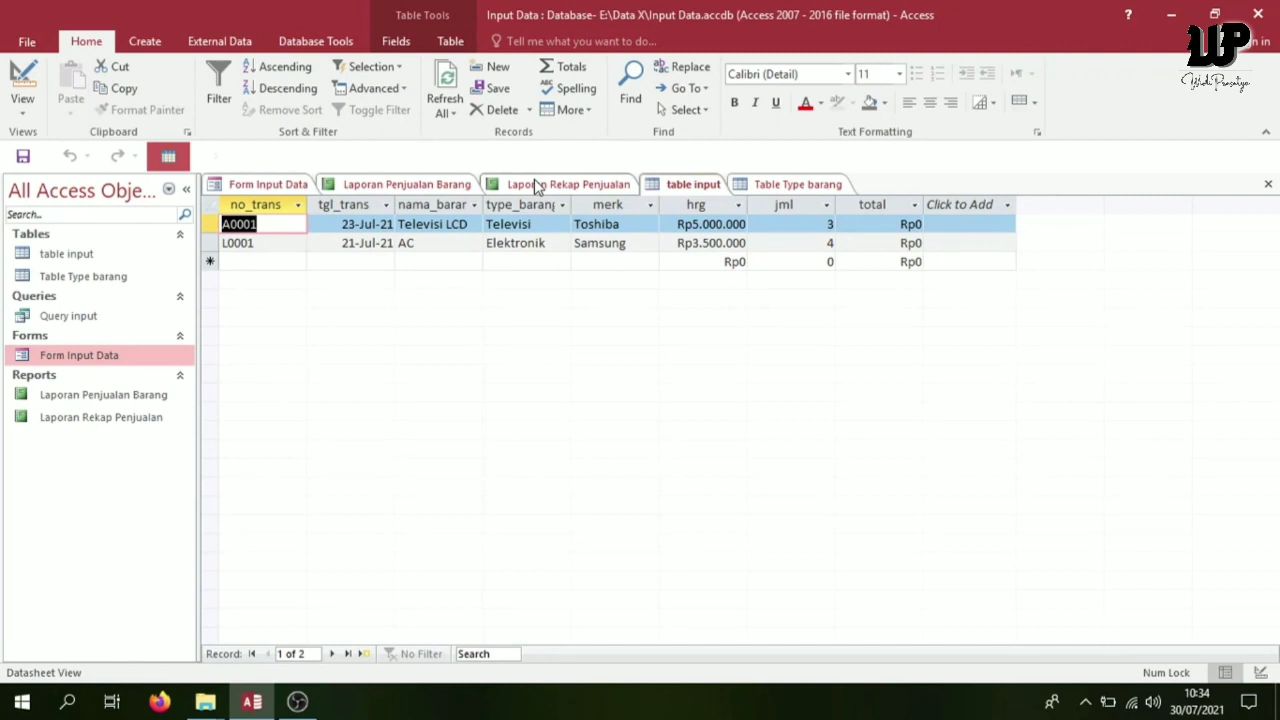 Table Tools
Input Data : Database- E:\Data X\Input Data.accdb (Access 2007 - 2016 file format) - Access
?
File
Home
Create
External Data
Database Tools
Fields
Table
Tell me what you want to do...
in
View
Paste
Cut
Copy
Format Painter
Filter
Ascending
Descending
Remove Sort
Selection
Advanced
Toggle Filter
Refresh
All
New
Save
Delete
Totals
Spelling
More
Find
Replace
Go To
Select
Calibri (Detail)
11
B I U
Views
Clipboard
Sort & Filter
Records
Find
Text Formatting
All Access Obje...
Search...
Tables
table input
Table Type barang
Queries
Query input
Forms
Form Input Data
Reports
Laporan Penjualan Barang
Laporan Rekap Penjualan
Form Input Data
Laporan Penjualan Barang
Laporan Rekap Penjualan
table input
Table Type barang
no_trans tgl_trans nama_barar type_barang merk hrg jml total Click to Add
A0001 23-Jul-21 Televisi LCD Televisi Toshiba Rp5.000.000 3 Rp0
L0001 21-Jul-21 AC Elektronik Samsung Rp3.500.000 4 Rp0
Rp0 0 Rp0
Record: 1 of 2 No Filter Search
Datasheet View
Num Lock
10:34
30/07/2021